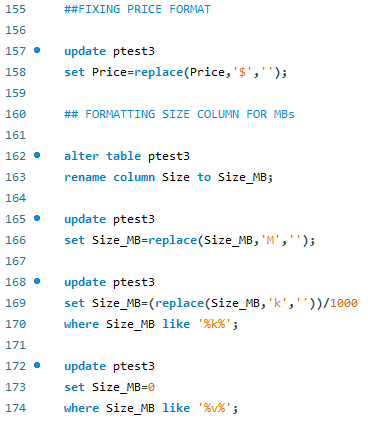 155 ##FIXING PRICE FORMAT
156
157 update ptest3
158 set Price=replace(Price,'$','');
159
160 ## FORMATTING SIZE COLUMN FOR MBs
161
162 alter table ptest3
163 rename column Size to Size_MB;
164
165 update ptest3
166 set Size_MB=replace(Size_MB,'M','');
167
168 update ptest3
169 set Size_MB=(replace(Size_MB,'k',''))/1000
170 where Size_MB like '%k%';
171
172 update ptest3
173 set Size_MB=0
174 where Size_MB like '%v%';